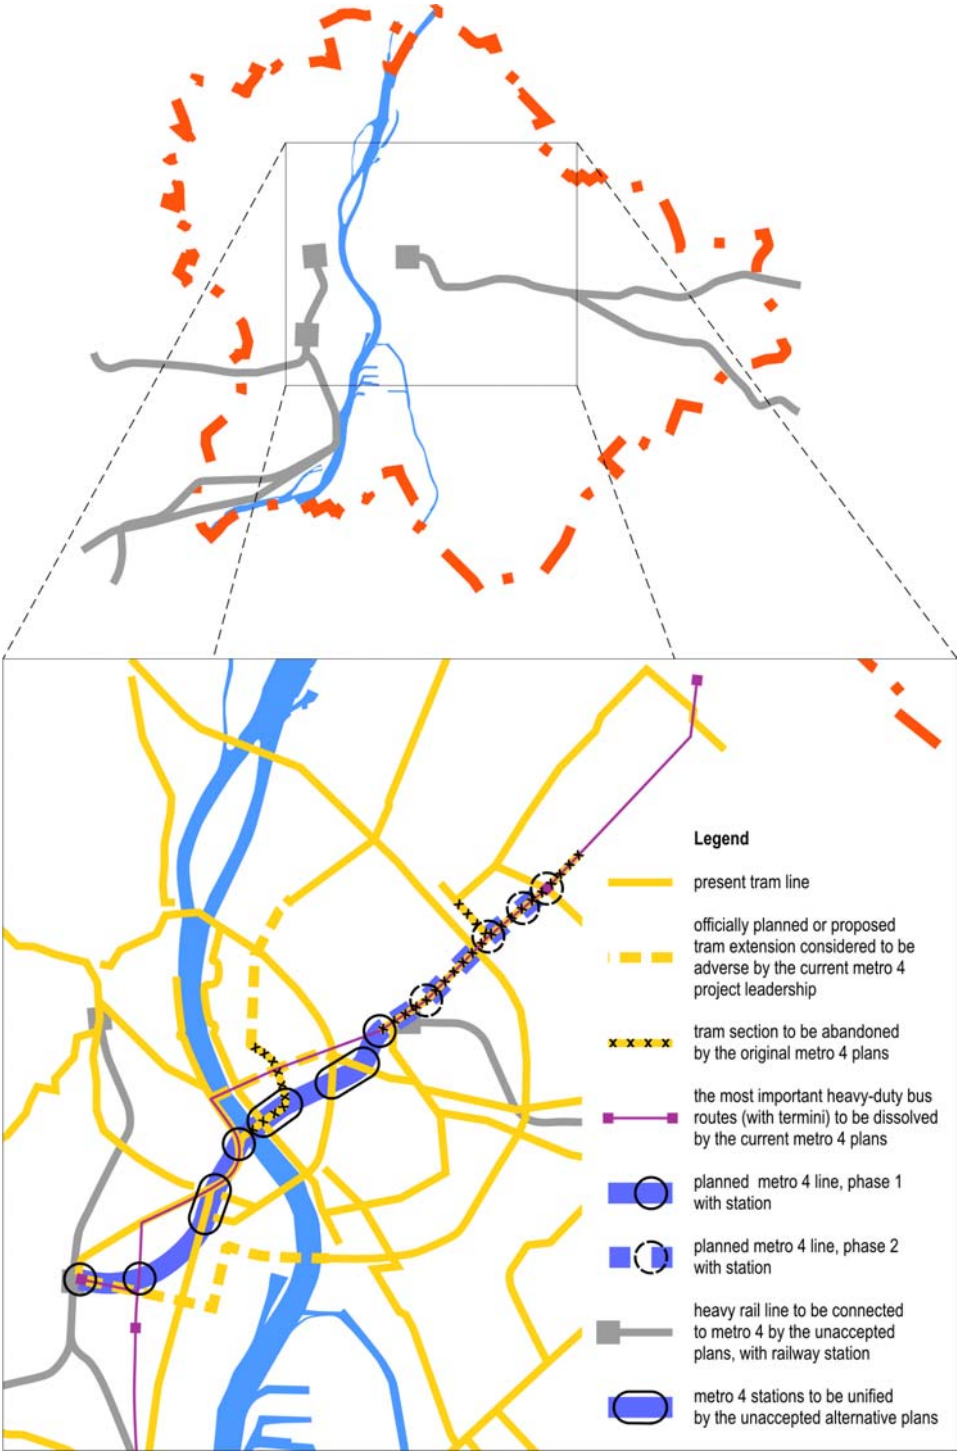 Legend
present tram line
officially planned or proposed
tram extension considered to be
adverse by the current metro 4
project leadership
tram section to be abandoned
by the original metro 4 plans
the most important heavy-duty bus
routes (with termini) to be dissolved
by the current metro 4 plans
planned metro 4 line, phase 1
with station
planned metro 4 line, phase 2
with station
heavy rail line to be connected
to metro 4 by the unaccepted
plans, with railway station
metro 4 stations to be unified
by the unaccepted alternative plans